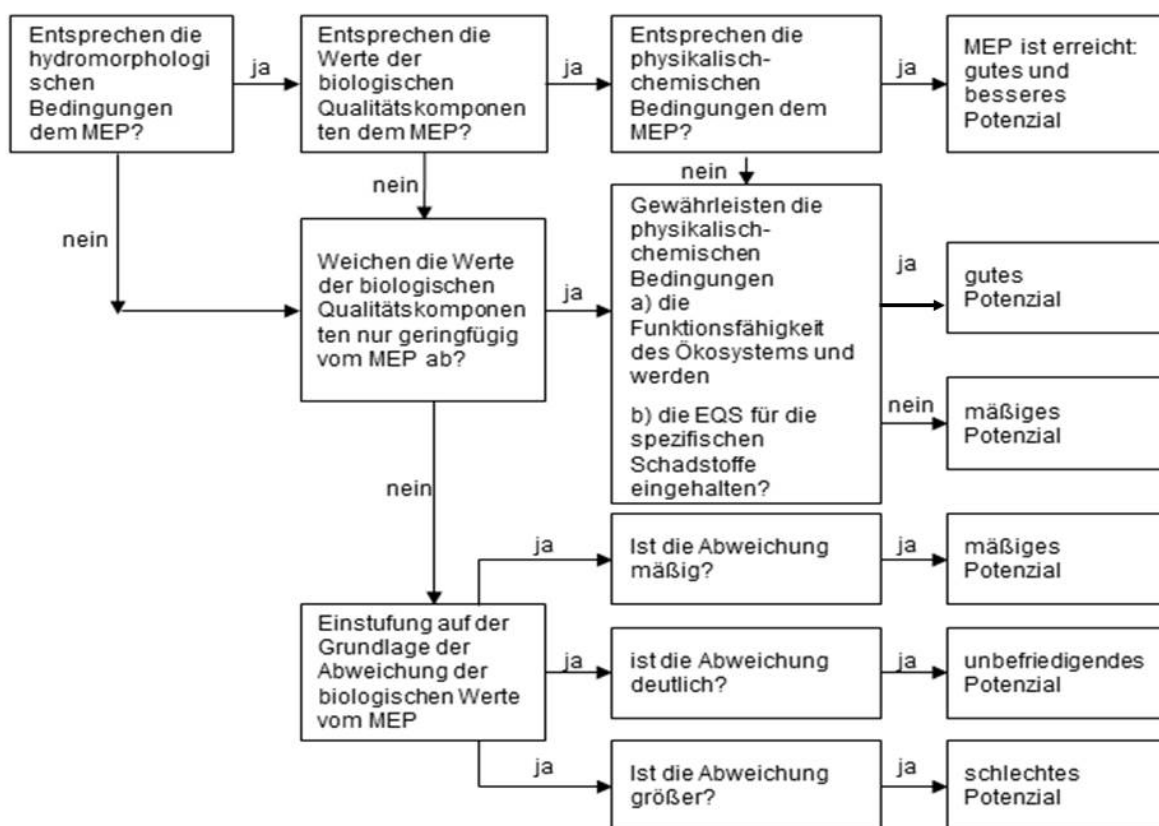 Entsprechen die
hydromorphologi
schen
Bedingungen
dem MEP?
ja
Entsprechen die
Werte der
biologischen
Qualitätskomponen
ten dem MEP?
ja
Entsprechen die
physikalisch-
chemischen
Bedingungen dem
MEP?
ja
MEP ist erreicht:
gutes und
besseres
Potenzial
nein
nein
nein
Weichen die Werte
der biologischen
Qualitätskomponen
ten nur geringfügig
vom MEP ab?
ja
Gewährleisten die
physikalisch-
chemischen
Bedingungen
a) die
Funktionsfähigkeit
des Ökosystems und
werden
b) die EQS für die
spezifischen
Schadstoffe
eingehalten?
ja
gutes
Potenzial
nein
mäßiges
Potenzial
nein
Einstufung auf der
Grundlage der
Abweichung der
biologischen Werte
vom MEP
ja
Ist die Abweichung
mäßig?
ja
mäßiges
Potenzial
ja
ist die Abweichung
deutlich?
ja
unbefriedigendes
Potenzial
ja
Ist die Abweichung
größer?
ja
schlechtes
Potenzial